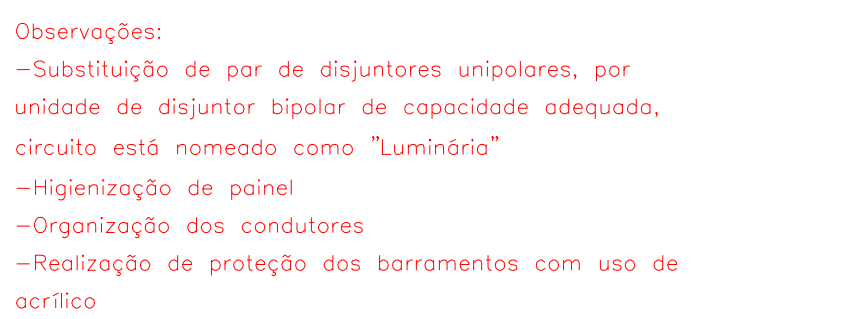 Observações:
-Substituição de par de disjuntores unipolares, por
unidade de disjuntor bipolar de capacidade adequada,
circuito está nomeado como "Luminária"
-Higienização de painel
-Organização dos condutores
-Realização de proteção dos barramentos com uso de
acrílico